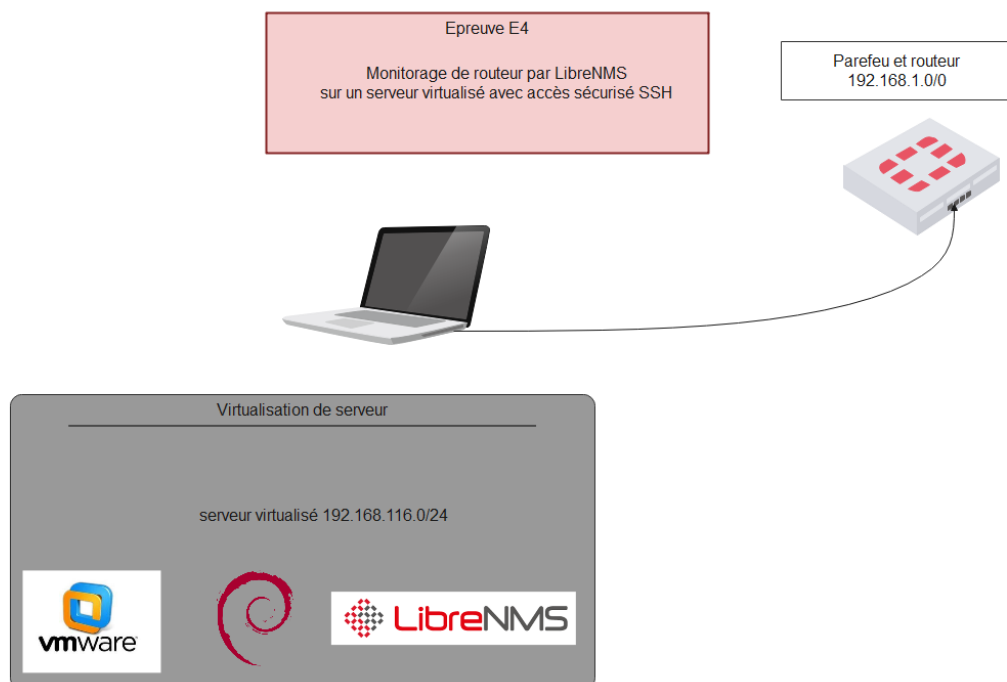 Epreuve E4
Monitorage de routeur par LibreNMS
sur un serveur virtualisé avec accès sécurisé SSH
Parefeu et routeur
192.168.1.0/0
Virtualisation de serveur
serveur virtualisé 192.168.116.0/24
vmware
LibreNMS